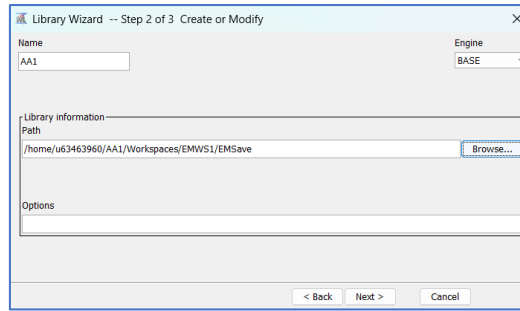 Library Wizard -- Step 2 of 3 Create or Modify
Name
Engine
AA1
BASE
Library information
Path
/home/u63463960/AA1/Workspaces/EMWS1/EMSave
Browse...
Options
< Back Next > Cancel